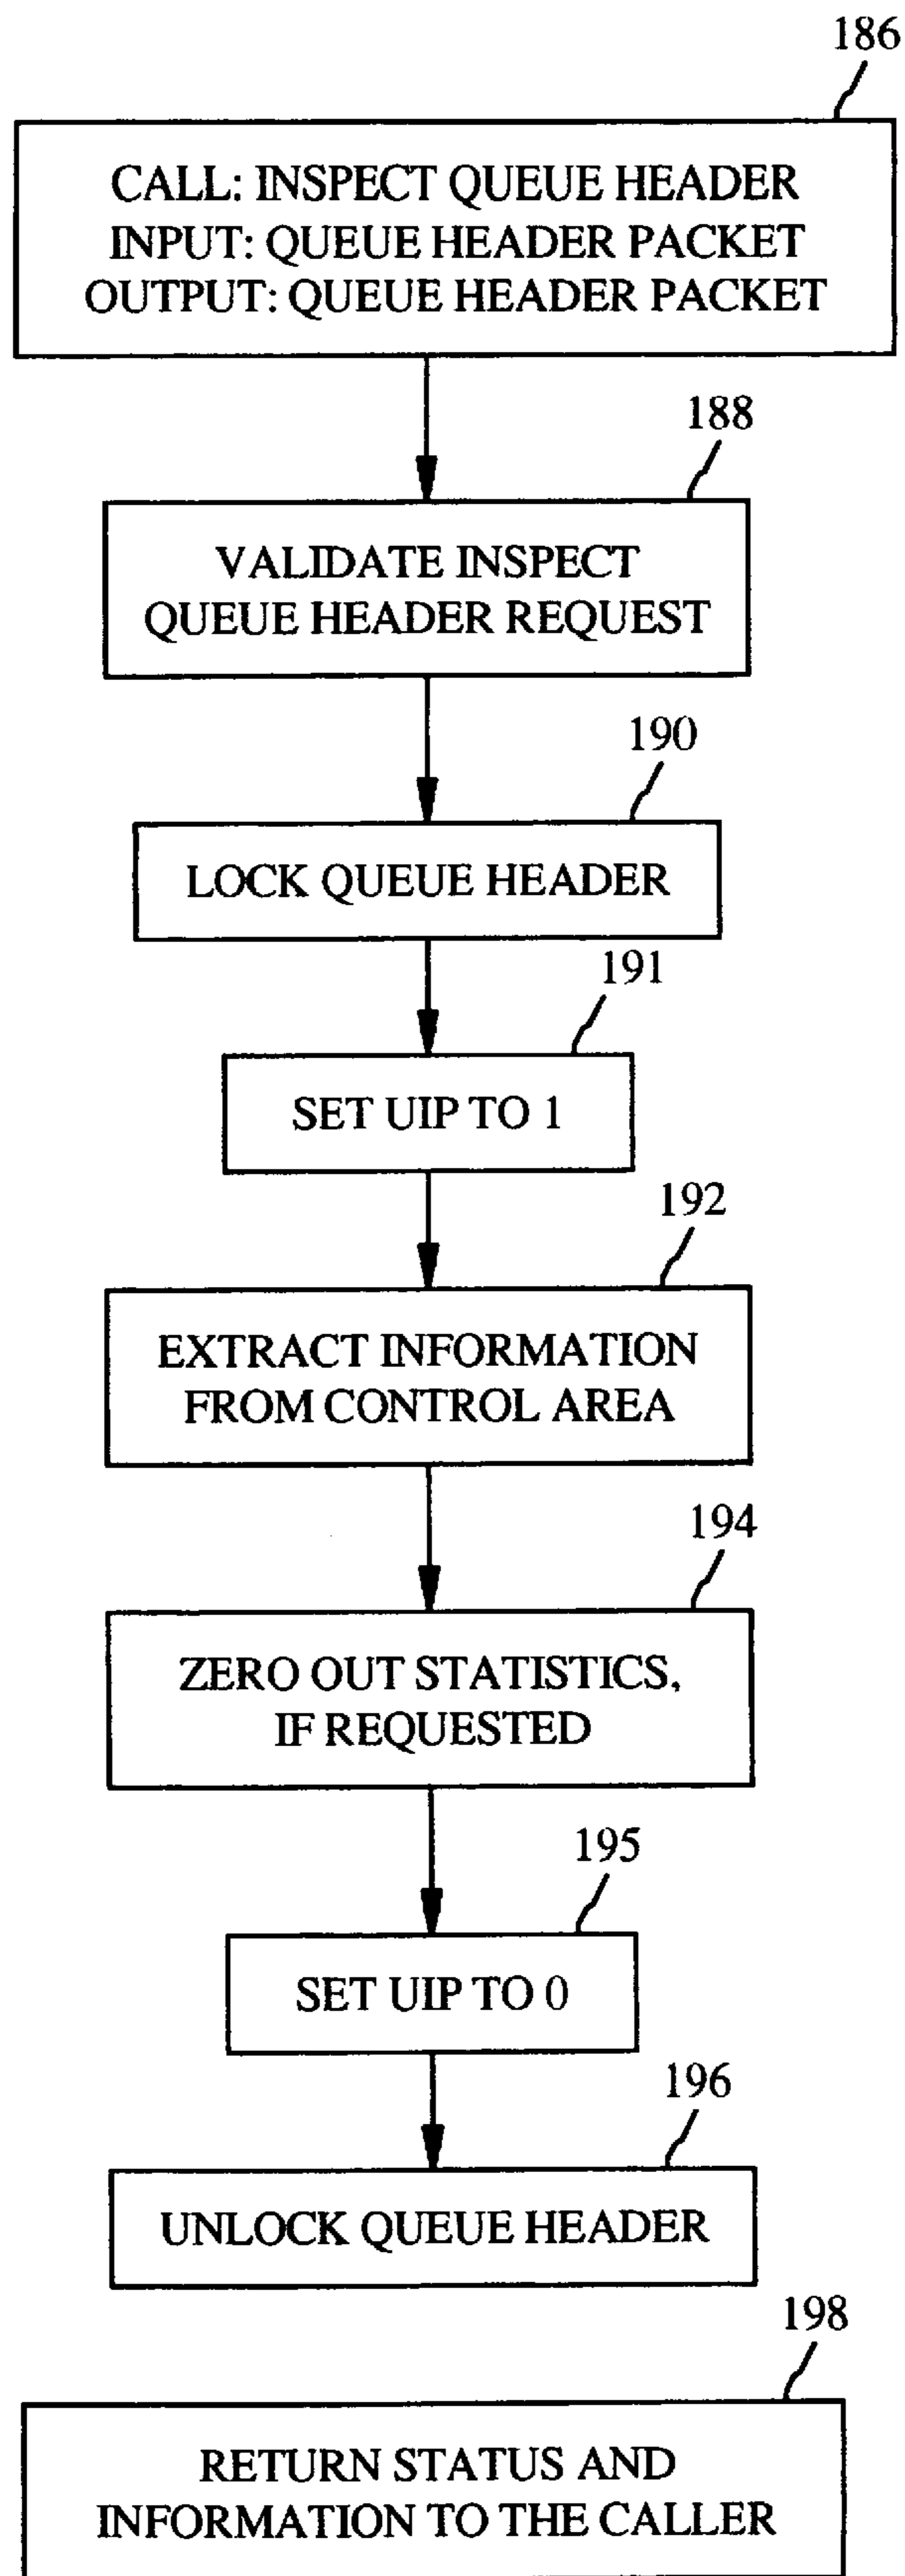 186
CALL: INSPECT QUEUE HEADER
INPUT: QUEUE HEADER PACKET
OUTPUT: QUEUE HEADER PACKET
188
VALIDATE INSPECT
QUEUE HEADER REQUEST
190
LOCK QUEUE HEADER
191
SET UIP TO 1
192
EXTRACT INFORMATION
FROM CONTROL AREA
194
ZERO OUT STATISTICS,
IF REQUESTED
195
SET UIP TO 0
196
UNLOCK QUEUE HEADER
198
RETURN STATUS AND
INFORMATION TO THE CALLER